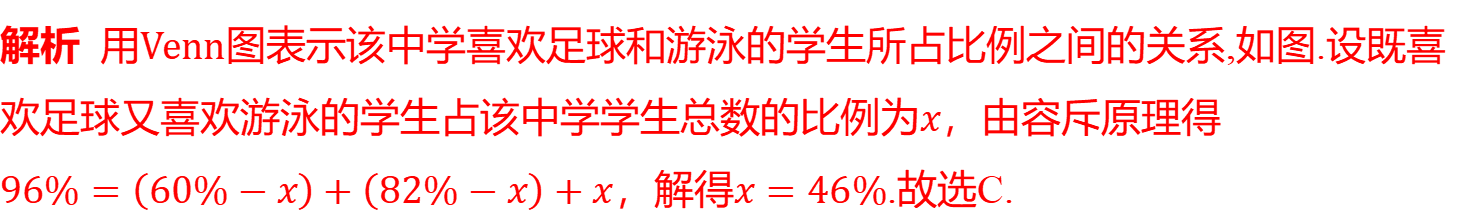 解析 用Venn图表示该中学喜欢足球和游泳的学生所占比例之间的关系,如图.设既喜
欢足球又喜欢游泳的学生占该中学学生总数的比例为x，由容斥原理得
96% = (60% − x) + (82% − x) + x，解得x = 46%.故选C.